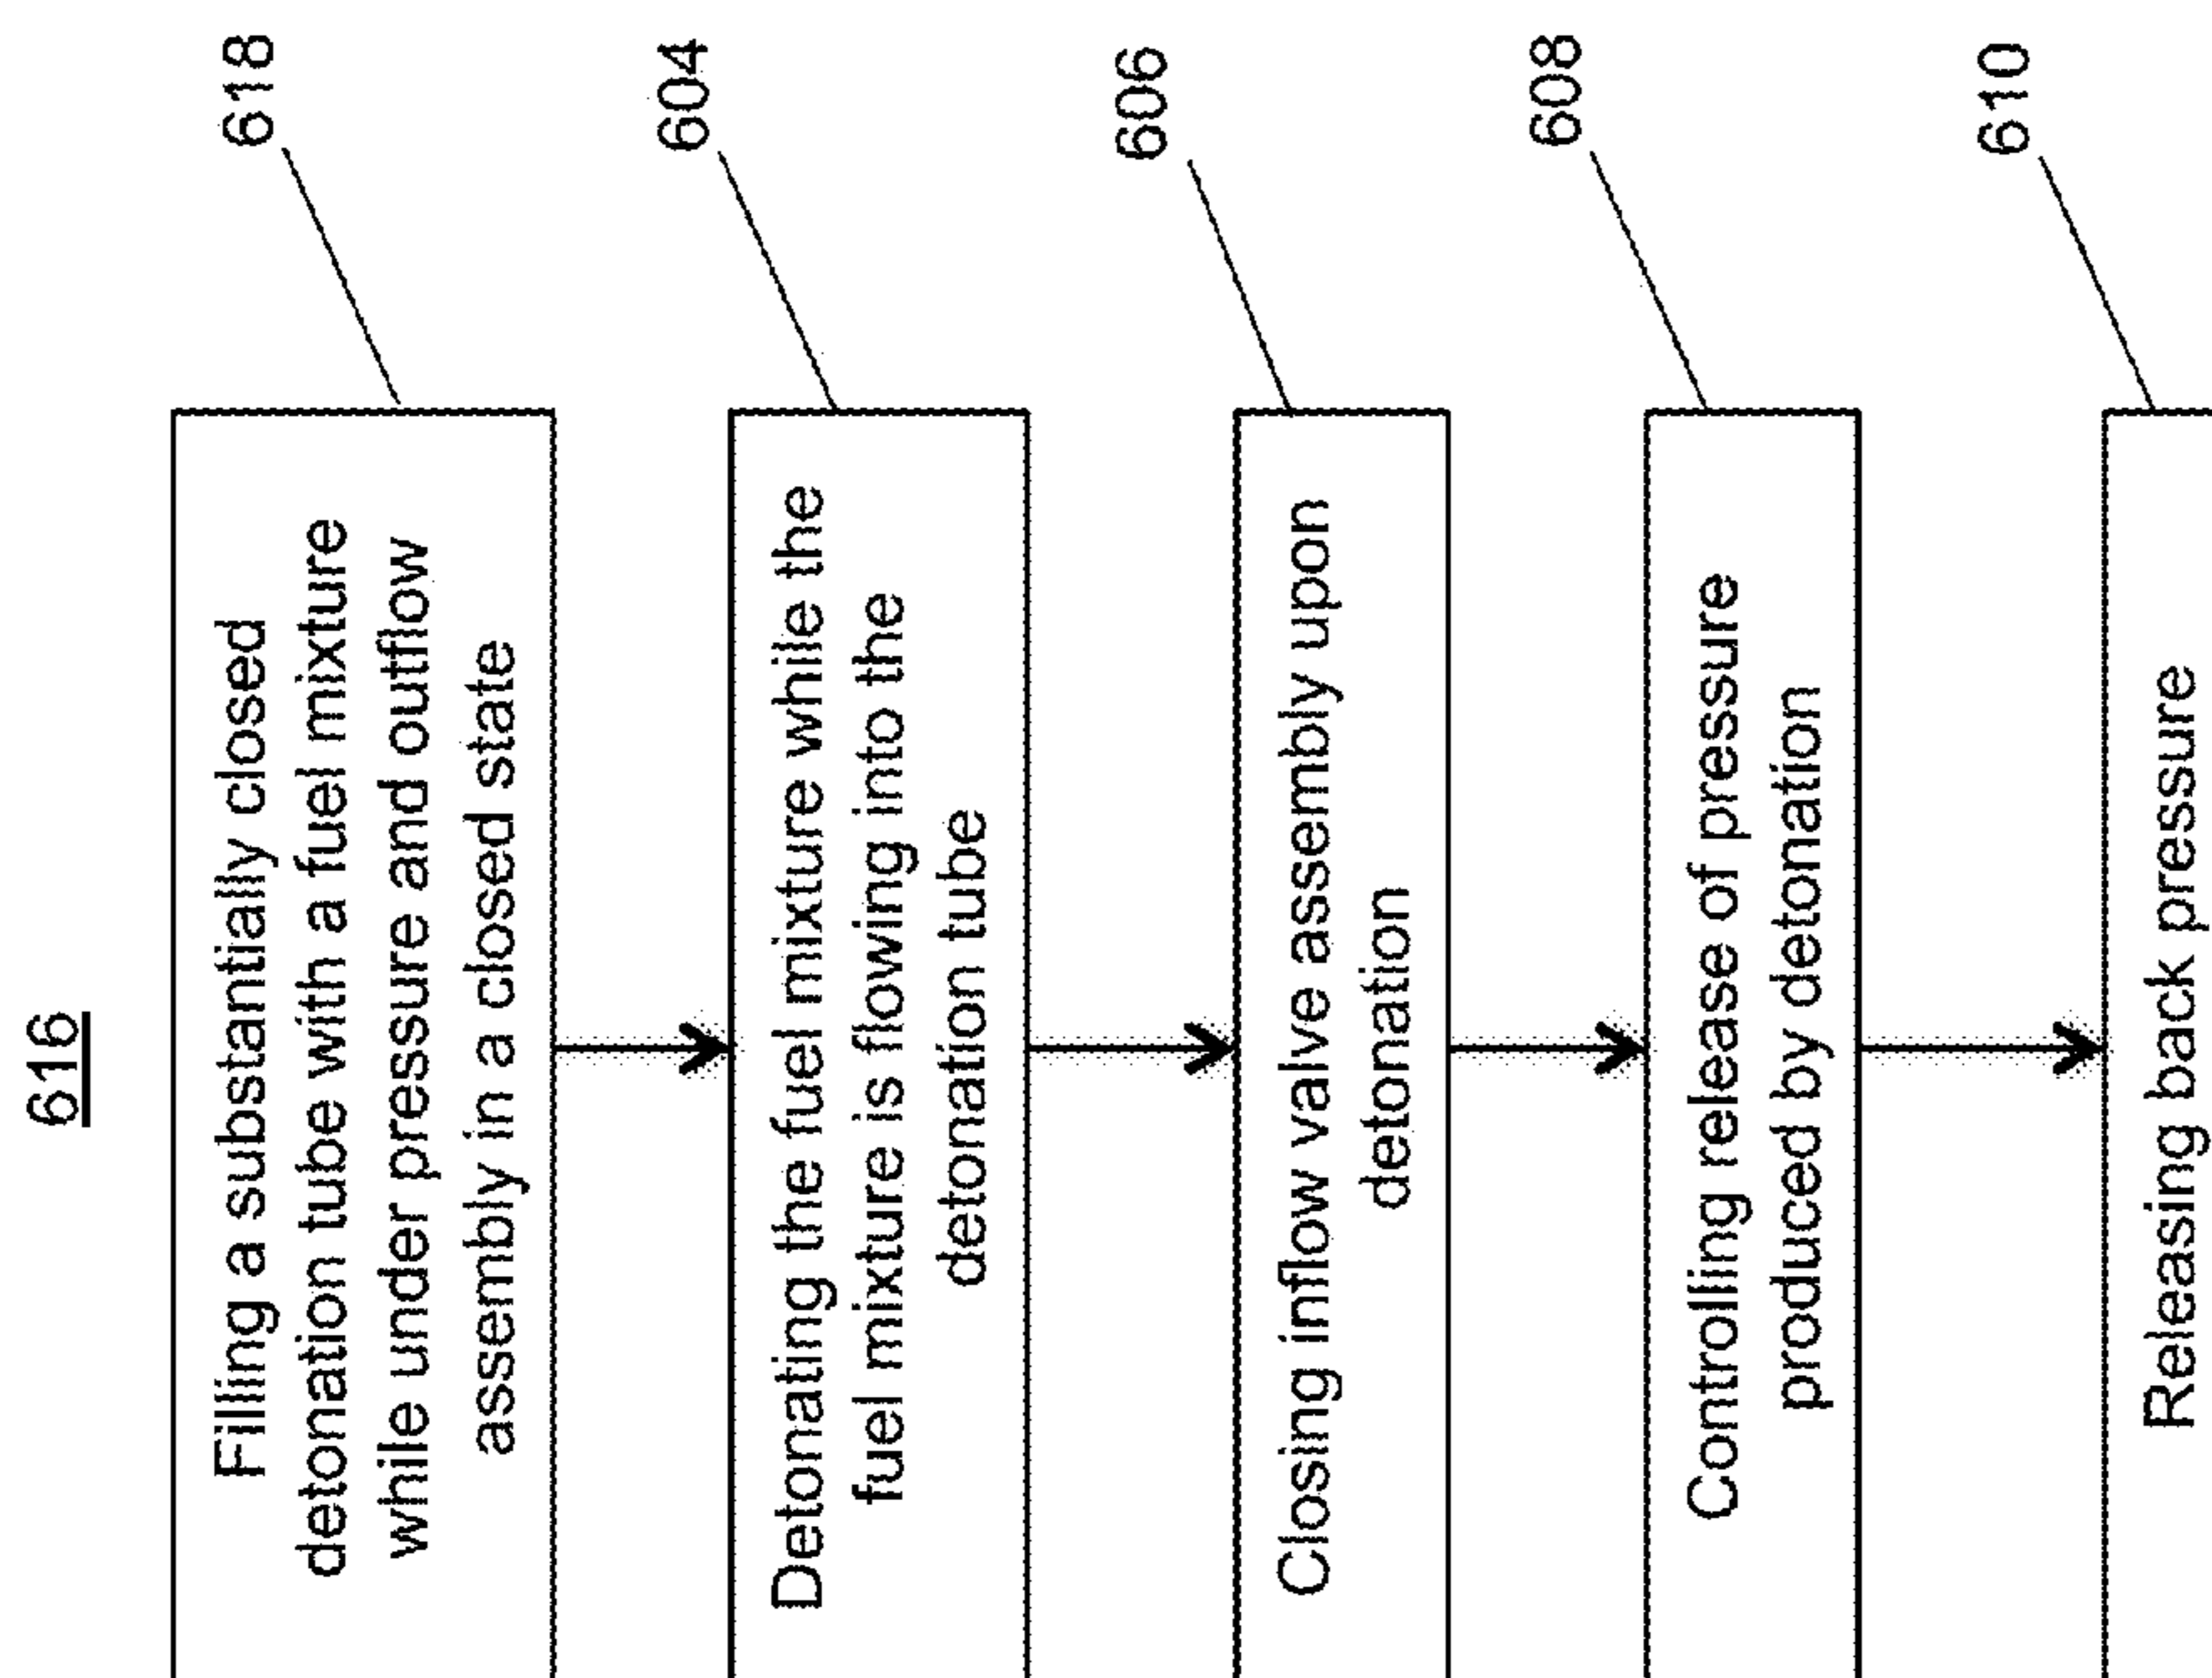 616
Filling a substantially closed
detonation tube with a fuel mixture
while under pressure and outflow
assembly in a closed state
618
Detonating the fuel mixture while the
fuel mixture is flowing into the
detonation tube
604
Closing inflow valve assembly upon
detonation
606
Controlling release of pressure
produced by detonation
608
Releasing back pressure
610